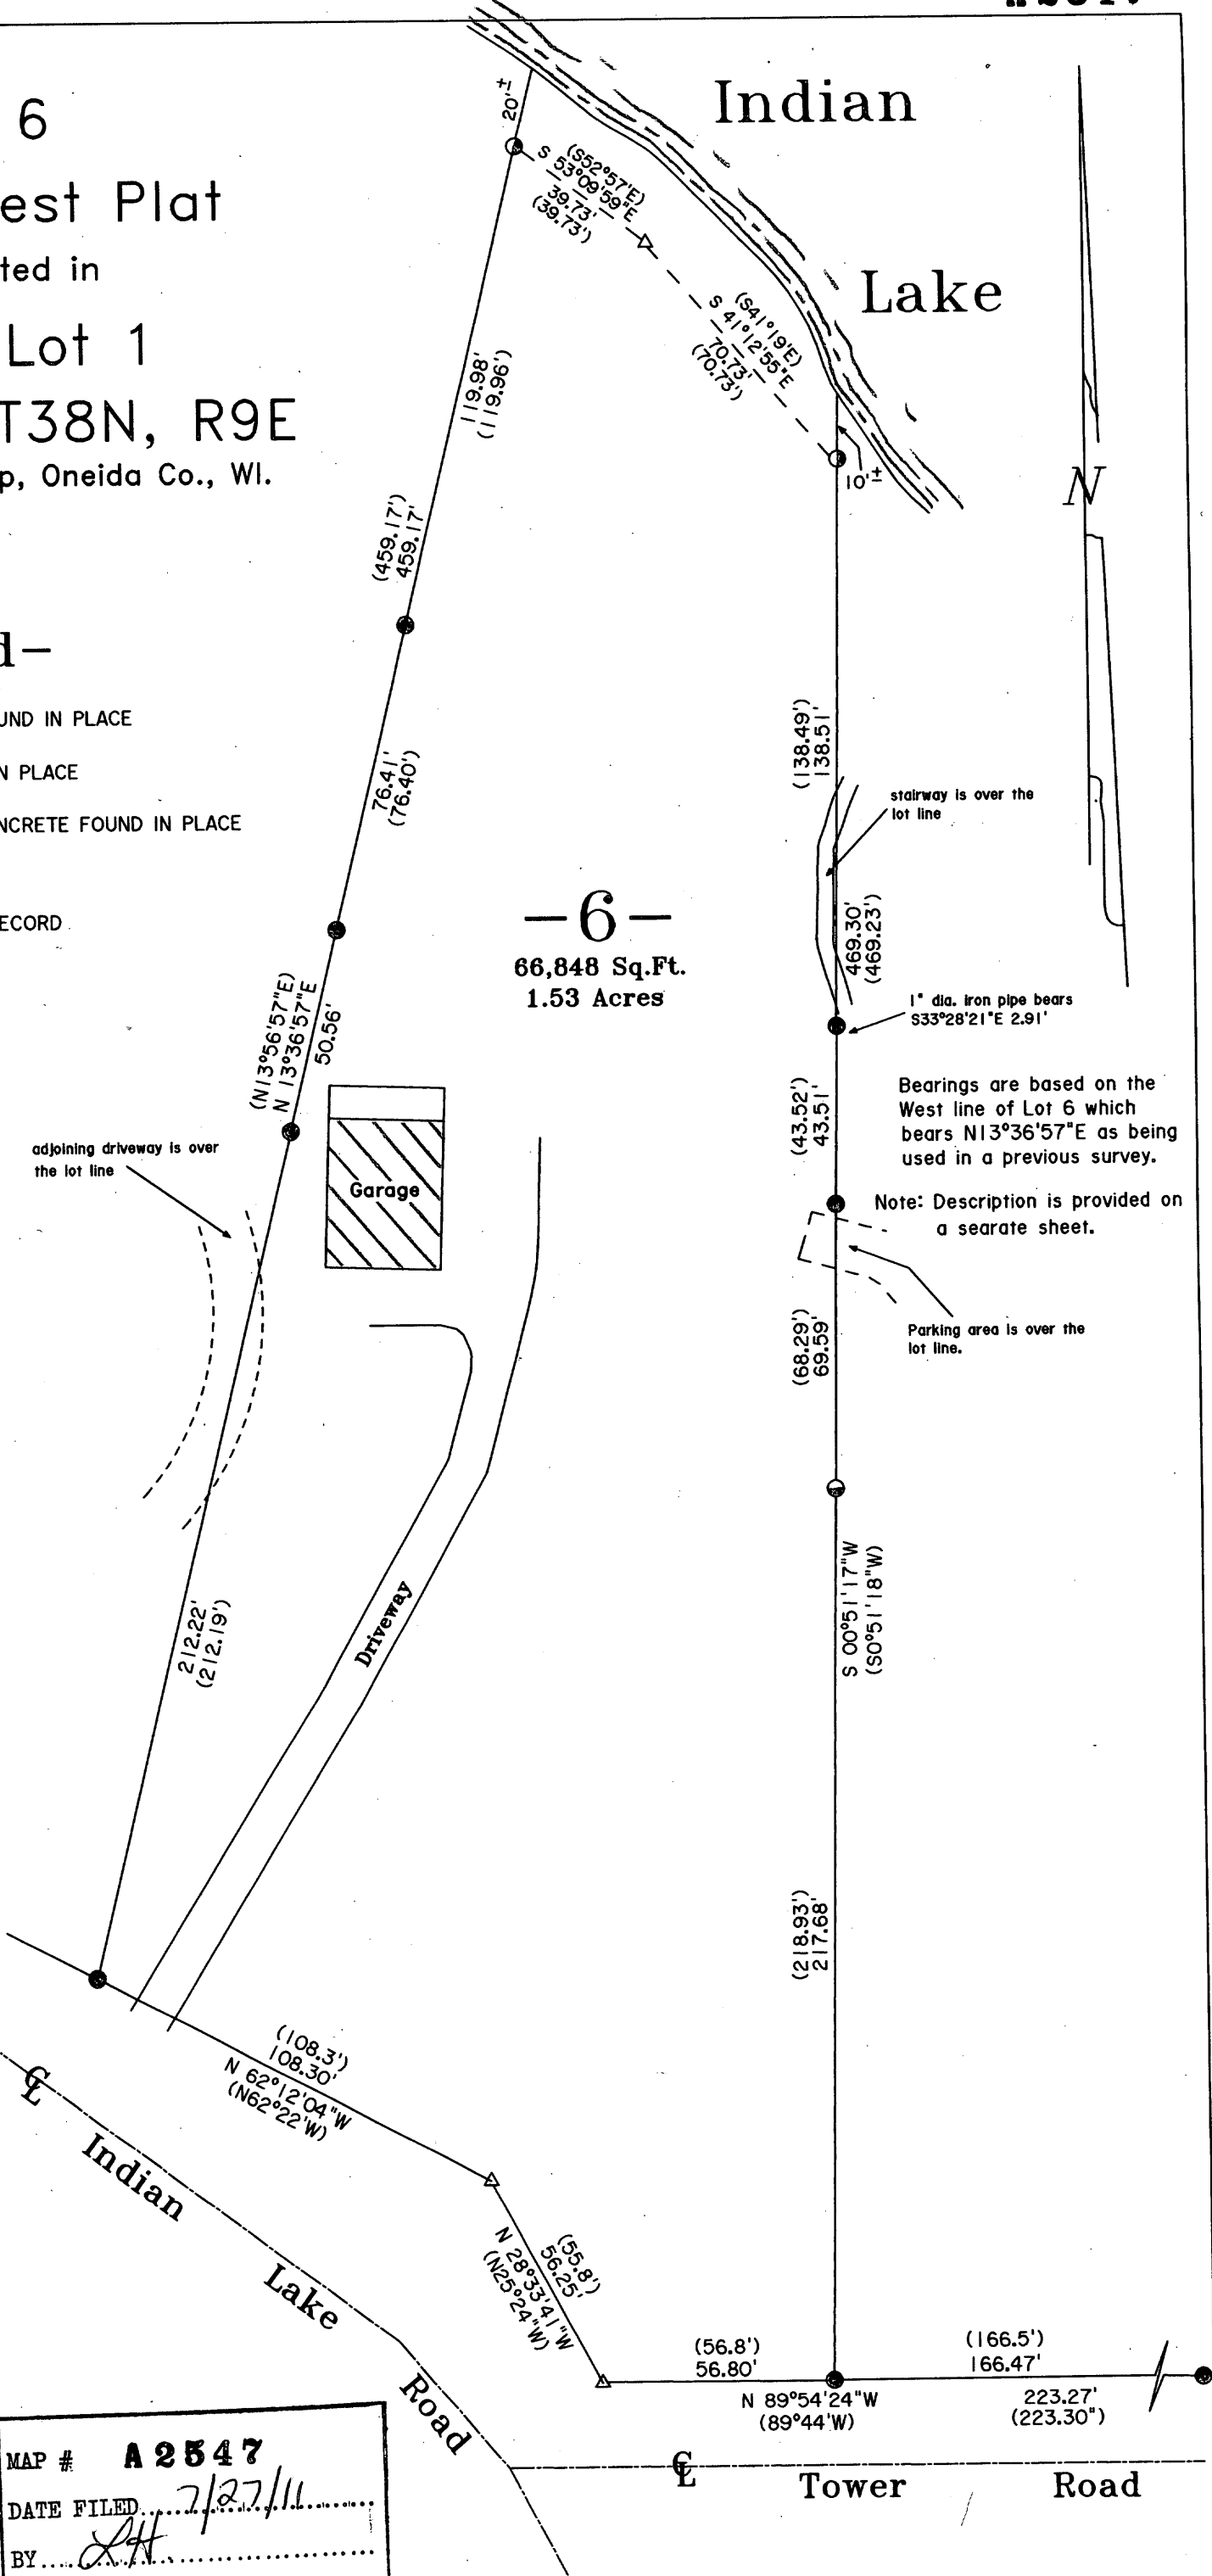 6
est Plat
ted in
Lot 1
T38N, R9E
p, Oneida Co., WI.
d-
UND IN PLACE
N PLACE
NCRETE FOUND IN PLACE
ECORD
Indian
Lake
N
20'±
(S52°57'E)
S 53°09'59"E
39.73'
(39.73')
(S41°19'E)
S 41°12'55"E
70.73'
(70.73')
10'±
119.98'
(119.96')
(459.17')
459.17'
76.41'
(76.40')
(N13°56'57"E)
N 13°36'57"E
50.56'
(138.49')
138.51'
stairway is over the
lot line
469.30'
(469.23')
-6-
66,848 Sq.Ft.
1.53 Acres
1" dia. iron pipe bears
S33°28'21"E 2.91'
(43.52')
43.51'
Bearings are based on the
West line of Lot 6 which
bears N13°36'57"E as being
used in a previous survey.
Note: Description is provided on
a searate sheet.
adjoining driveway is over
the lot line
Garage
(68.29')
69.59'
Parking area is over the
lot line.
S 00°51'17"W
(S0°51'18"W)
212.22'
(212.19')
Driveway
(218.93')
217.68'
(108.3')
108.30'
N 62°12'04"W
(N62°22'W)
(55.8')
56.25'
N 28°33'41"W
(N25°24"W)
(56.8')
56.80'
(166.5')
166.47'
N 89°54'24"W
(89°44'W)
223.27'
(223.30")
℄
Indian
Lake
Road
℄
Tower Road
MAP # A2547
DATE FILED 7/27/11
BY LH